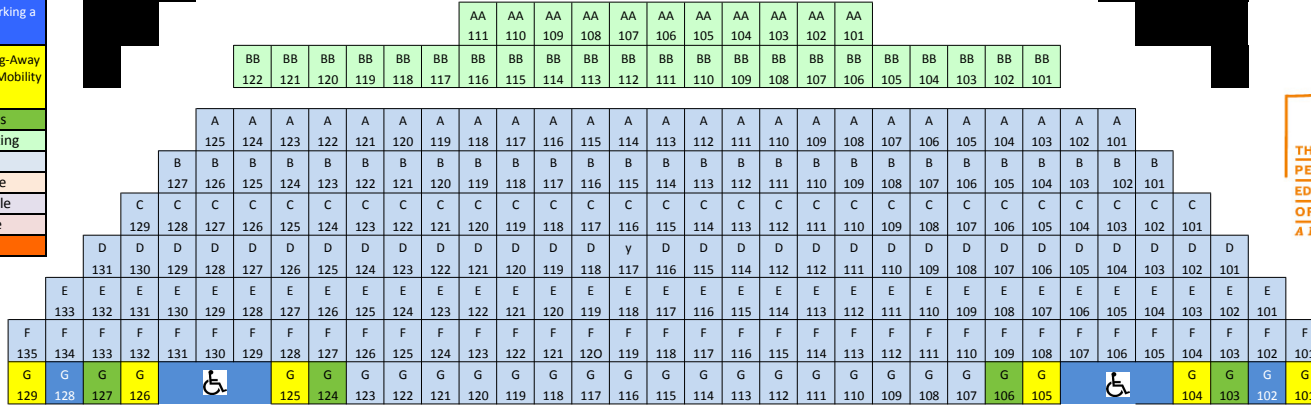 rking a
g-Away
Mobility
s
ing
e
le
e
AA AA AA AA AA AA AA AA AA AA AA
111 110 109 108 107 106 105 104 103 102 101
BB BB BB BB BB BB BB BB BB BB BB BB BB BB BB BB BB BB BB BB BB BB
122 121 120 119 118 117 116 115 114 113 112 111 110 109 108 107 106 105 104 103 102 101
A A A A A A A A A A A A A A A A A A A A A A A A A
125 124 123 122 121 120 119 118 117 116 115 114 113 112 111 110 109 108 107 106 105 104 103 102 101
B B B B B B B B B B B B B B B B B B B B B B B B B B B
127 126 125 124 123 122 121 120 119 118 117 116 115 114 113 112 111 110 109 108 107 106 105 104 103 102 101
C C C C C C C C C C C C C C C C C C C C C C C C C C C C C
129 128 127 126 125 124 123 122 121 120 119 118 117 116 115 114 113 112 111 110 109 108 107 106 105 104 103 102 101
D D D D D D D D D D D D D D y D D D D D D D D D D D D D D D D
131 130 129 128 127 126 125 124 123 122 121 120 119 118 117 116 115 114 112 112 111 110 109 108 107 106 105 104 103 102 101
E E E E E E E E E E E E E E E E E E E E E E E E E E E E E E E E E
133 132 131 130 129 128 127 126 125 124 123 122 121 120 119 118 117 116 115 114 113 112 111 110 109 108 107 106 105 104 103 102 101
F F F F F F F F F F F F F F F F F F F F F F F F F F F F F F F F F F F
135 134 133 132 131 130 129 128 127 126 125 124 123 122 121 12O 119 118 117 116 115 114 113 112 111 110 109 108 107 106 105 104 103 102 101
G G G G G G G G G G G G G G G G G G G G G G G G G G G G G
129 128 127 126 125 124 123 122 121 120 119 118 117 116 115 114 113 112 111 110 109 108 107 106 105 104 103 102 101
TH
PE
ED
OF